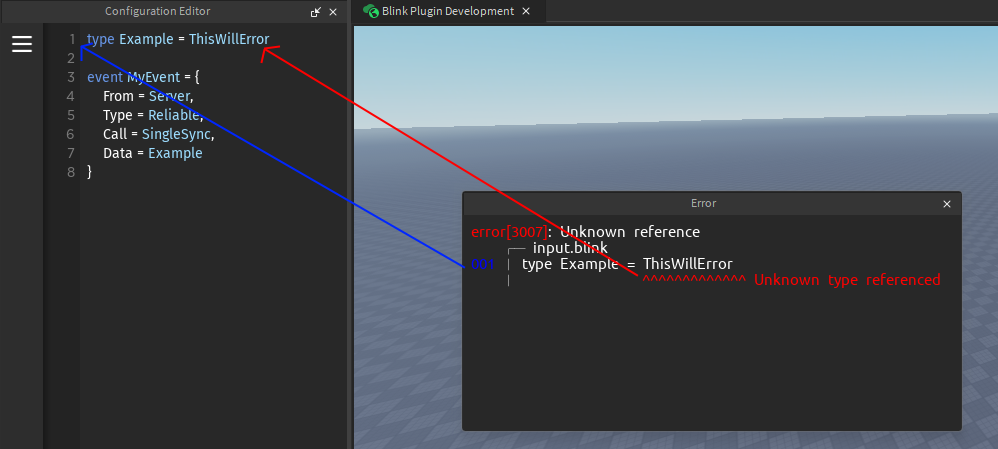 Configuration Editor
1 type Example = ThisWillError
2
3 event MyEvent = {
4 From = Server,
5 Type = Reliable,
6 Call = SingleSync,
7 Data = Example
8 }
Blink Plugin Development
Error
error[3007]: Unknown reference
input.blink
001 | type Example = ThisWillError
| ^^^^^^^^^^^^^ Unknown type referenced